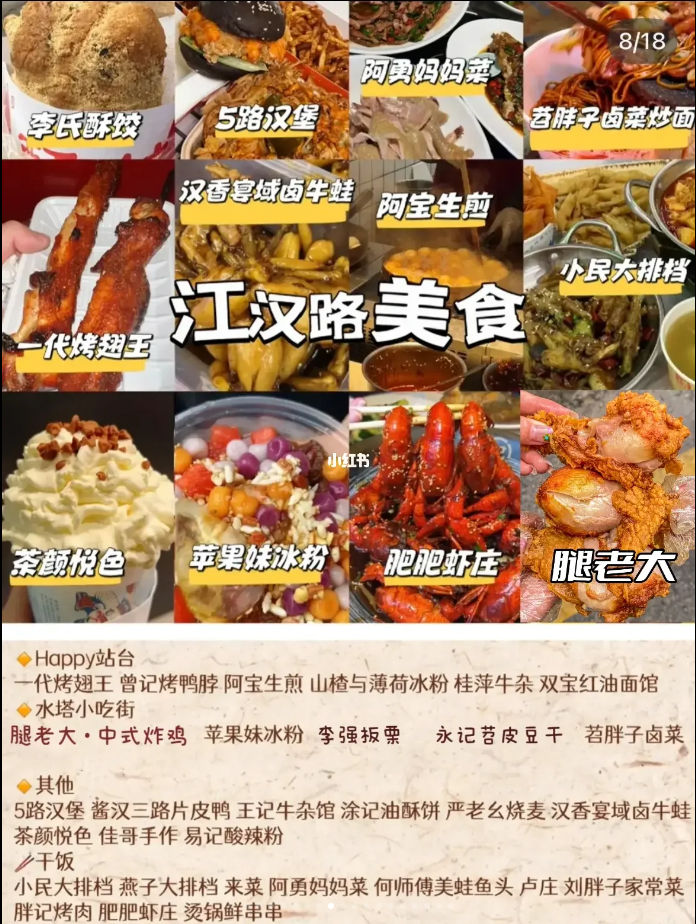 8/18
李氏酥饺
5路汉堡
阿勇妈妈菜
苕胖子卤菜炒面
一代烤翅王
汉香宴域卤牛蛙
阿宝生煎
小民大排档
江汉路美食
小红书
茶颜悦色
苹果妹冰粉
肥肥虾庄
腿老大
Happy站台
一代烤翅王 曾记烤鸭脖 阿宝生煎 山楂与薄荷冰粉 桂萍牛杂 双宝红油面馆
水塔小吃街
腿老大·中式炸鸡 苹果妹冰粉 李强板栗 永记苕皮豆干 苕胖子卤菜
其他
5路汉堡 酱汉三路片皮鸭 王记牛杂馆 涂记油酥饼 严老幺烧麦 汉香宴域卤牛蛙
茶颜悦色 佳哥手作 易记酸辣粉
干饭
小民大排档 燕子大排档 来菜 阿勇妈妈菜 何师傅美蛙鱼头 卢庄 刘胖子家常菜
胖记烤肉 肥肥虾庄 烫锅鲜串串